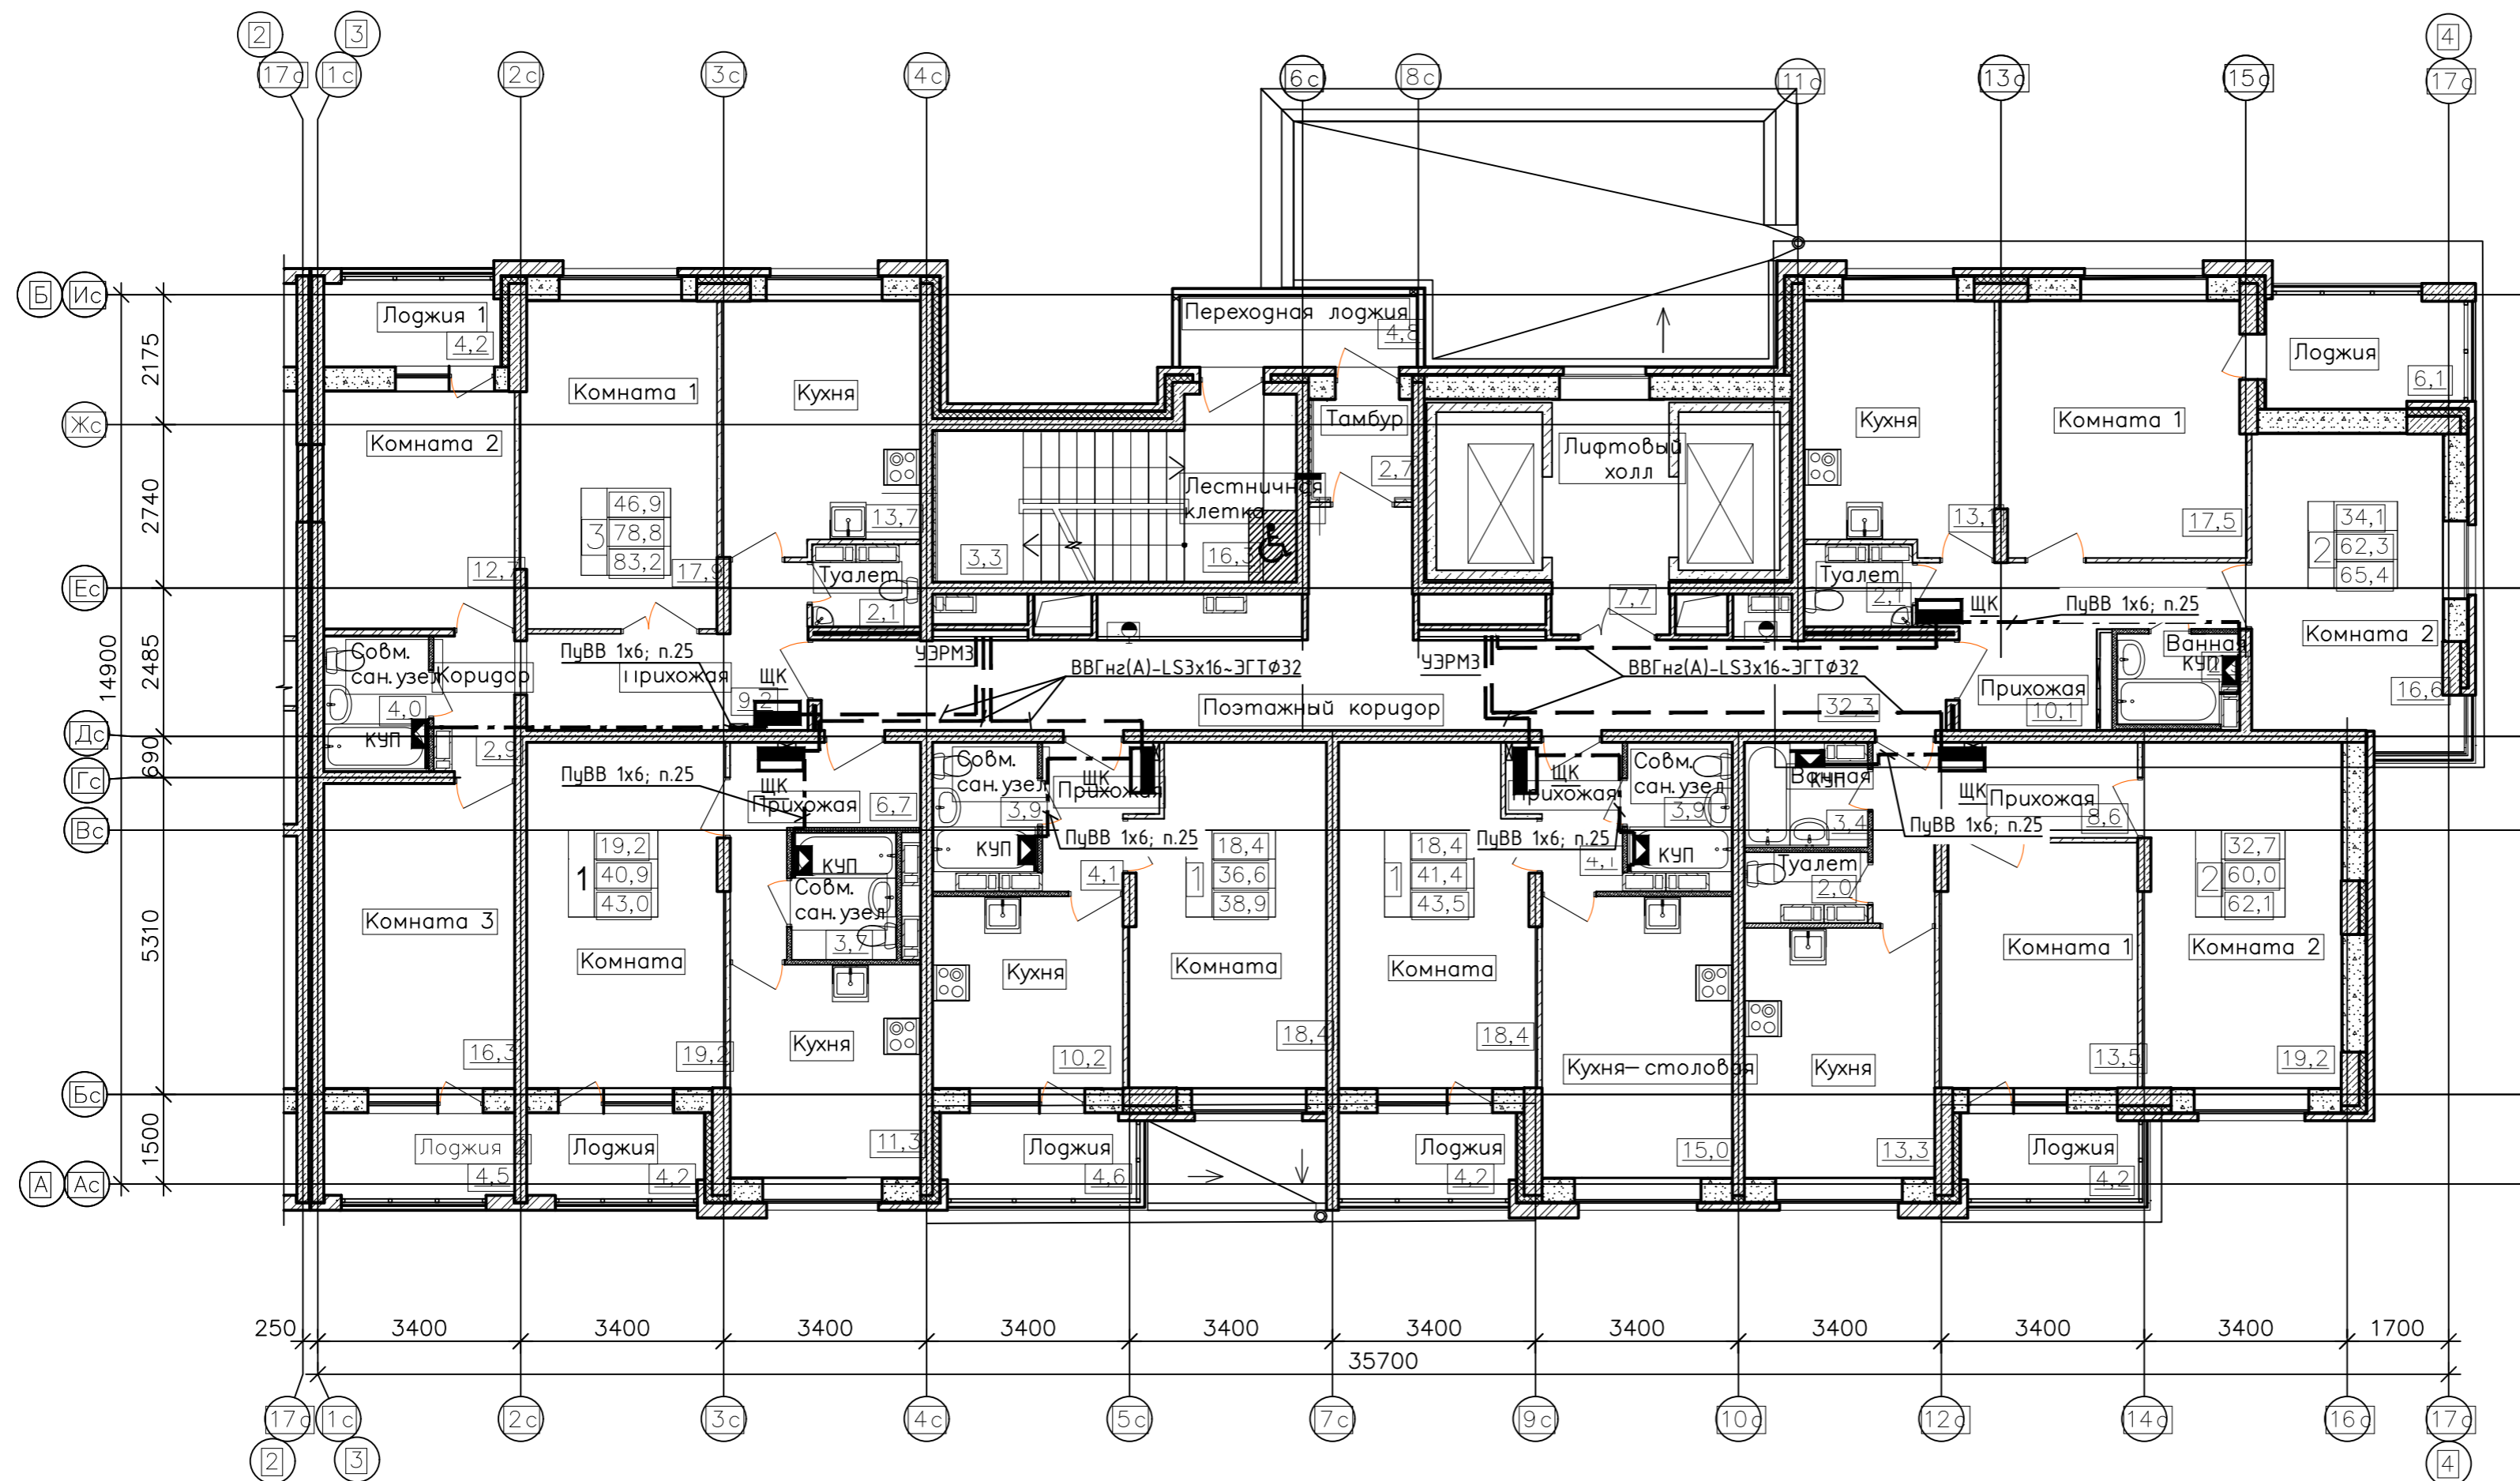 2 3 4
17с 1с 2с 3с 4с 6с 8с 11с 13с 15с 17с
Б Ис
Переходная лоджия
4,8
Лоджия 1
4,2
Лоджия
6,1
2175
Комната 1
Кухня
Тамбур
Кухня
Комната 1
Жс
Комната 2
Лифтовый
холл
2,7
Лестничная
клетка
2740
46,9
3 78,8
83,2
13,7
13,1
17,5
34,1
2 62,3
65,4
3,3
16,3
12,7
17,9
Туалет
2,1
Туалет
2,1
Ес
7,7
ЩК
ПуВВ 1х6; п.25
Комната 2
Ванная
КУП
14900
2485
Совм.
сан.узел
Коридор
ПуВВ 1х6; п.25
Прихожая
ЩК
9,2
УЭРМ3
ВВГнг(А)-LS3х16~ЭГТФ32
УЭРМ3
ВВГнг(А)-LS3х16~ЭГТФ32
Прихожая
10,1
16,6
4,0
Поэтажный коридор
32,3
Дс
КУП
2,9
690
Гс
ПуВВ 1х6; п.25
ЩК
Прихожая
6,7
Совм.
сан.узел
3,9
ЩК
Прихожая
ЩК
Прихожая
Совм.
сан.узел
3,9
Ванная
КУП
3,4
ЩК
Прихожая
8,6
Вс
ПуВВ 1х6; п.25
ПуВВ 1х6; п.25
ПуВВ 1х6; п.25
19,2
1 40,9
43,0
КУП
Совм.
сан.узел
3,7
КУП
4,1
18,4
1 36,6
38,9
18,4
1 41,4
43,5
4,1
КУП
Туалет
2,0
32,7
2 60,0
62,1
5310
Комната 3
Комната
Кухня
Комната
Комната
Комната 1
Комната 2
16,3
19,2
Кухня
10,2
18,4
18,4
Кухня-столовая
Кухня
13,5
19,2
Бс
1500
Лоджия
4,5
Лоджия
4,2
11,3
Лоджия
4,6
Лоджия
4,2
15,0
13,3
Лоджия
4,2
А Ас
250 3400 3400 3400 3400 3400 3400 3400 3400 3400 3400 1700
35700
17с 1с 2с 3с 4с 5с 7с 9с 10с 12с 14с 16с 17с
2 3 4